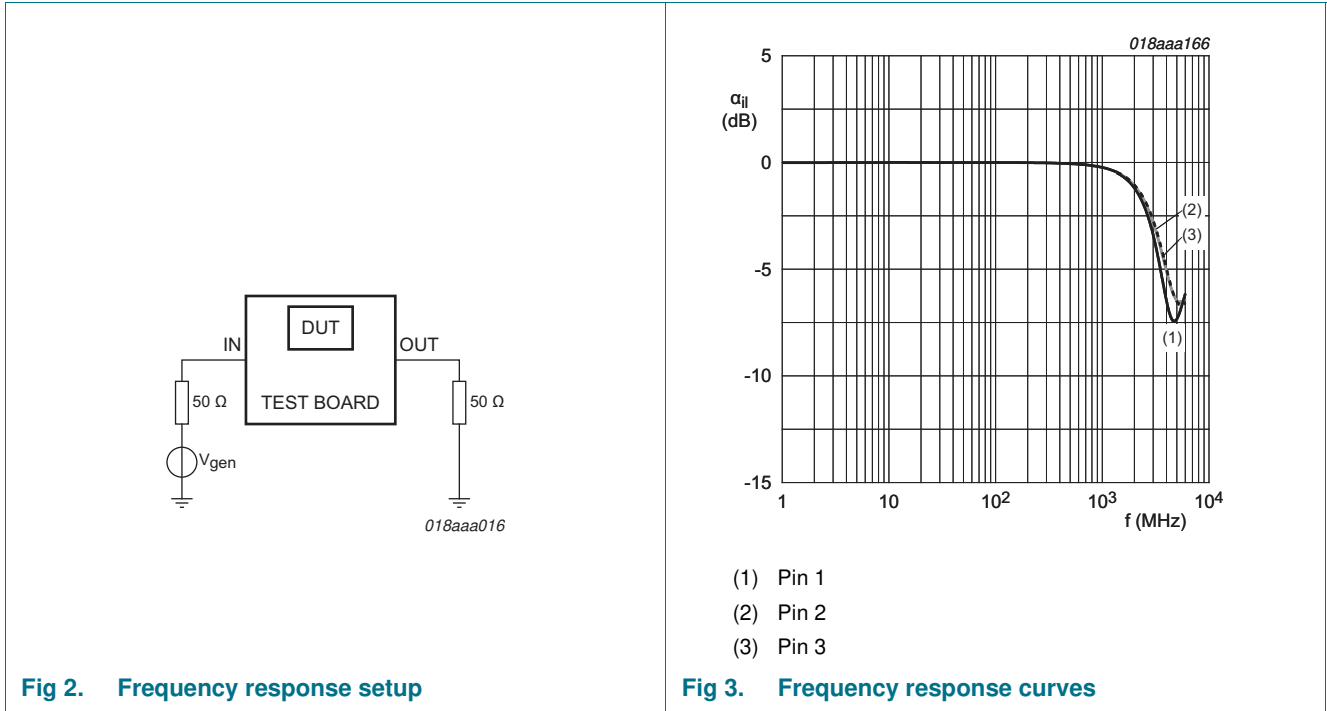 DUT
IN
OUT
50 Ω
TEST BOARD
50 Ω
Vgen
018aaa016
Fig 2. Frequency response setup
018aaa166
αil
(dB)
5
0
-5
-10
-15
1
10
10²
10³
10⁴
f (MHz)
(2)
(3)
(1)
(1) Pin 1
(2) Pin 2
(3) Pin 3
Fig 3. Frequency response curves